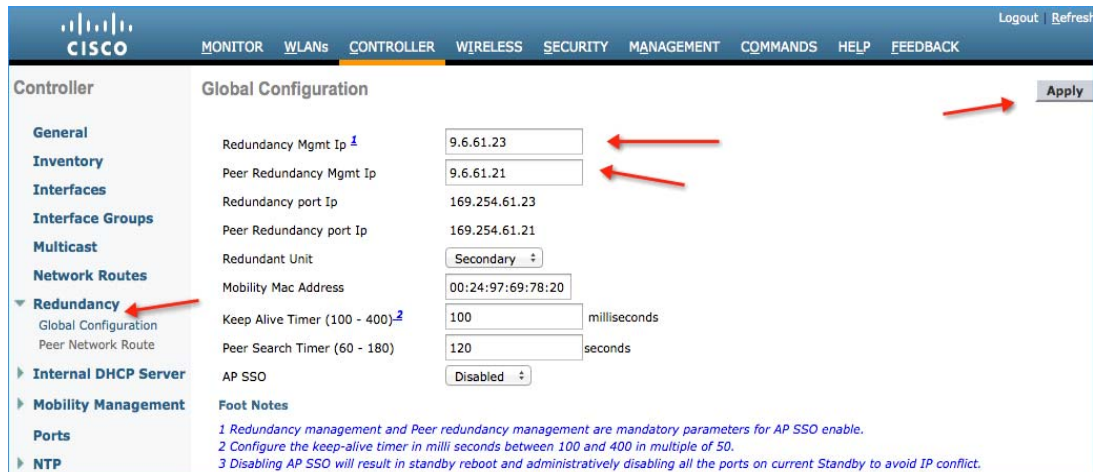 Logout Refresh
CISCO MONITOR WLANs CONTROLLER WIRELESS SECURITY MANAGEMENT COMMANDS HELP FEEDBACK
Controller
General
Inventory
Interfaces
Interface Groups
Multicast
Network Routes
Redundancy
Global Configuration
Peer Network Route
Internal DHCP Server
Mobility Management
Ports
NTP
Global Configuration
Apply
Redundancy Mgmt Ip 1 9.6.61.23
Peer Redundancy Mgmt Ip 9.6.61.21
Redundancy port Ip 169.254.61.23
Peer Redundancy port Ip 169.254.61.21
Redundant Unit Secondary
Mobility Mac Address 00:24:97:69:78:20
Keep Alive Timer (100 - 400) 2 100 milliseconds
Peer Search Timer (60 - 180) 120 seconds
AP SSO Disabled
Foot Notes
1 Redundancy management and Peer redundancy management are mandatory parameters for AP SSO enable.
2 Configure the keep-alive timer in milli seconds between 100 and 400 in multiple of 50.
3 Disabling AP SSO will result in standby reboot and administratively disabling all the ports on current Standby to avoid IP conflict.